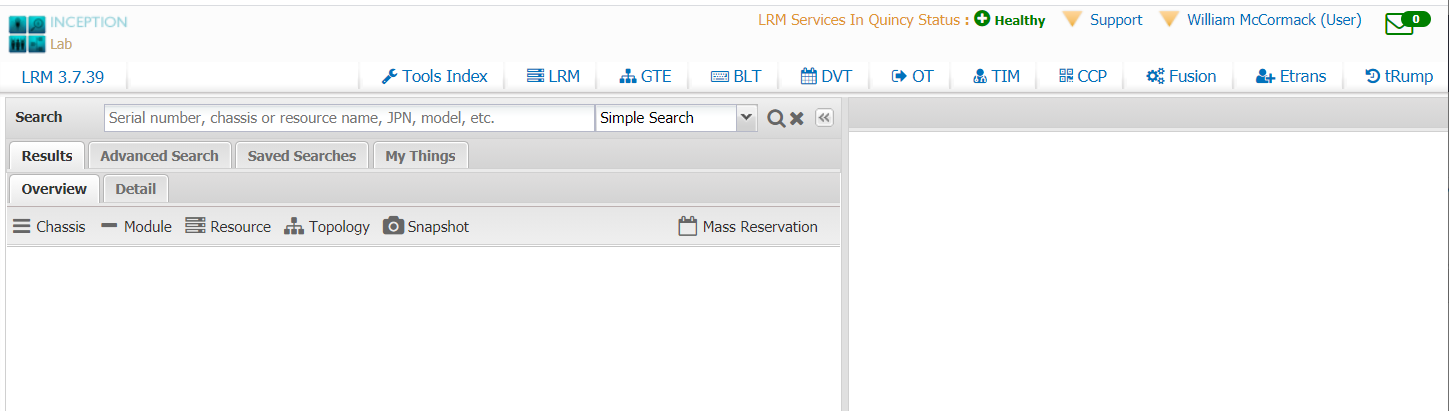 INCEPTION
Lab
LRM Services In Quincy Status : Healthy Support William McCormack (User) 0
LRM 3.7.39 Tools Index LRM GTE BLT DVT OT TIM CCP Fusion Etrans tRump
Search Serial number, chassis or resource name, JPN, model, etc. Simple Search
Results Advanced Search Saved Searches My Things
Overview Detail
Chassis Module Resource Topology Snapshot Mass Reservation